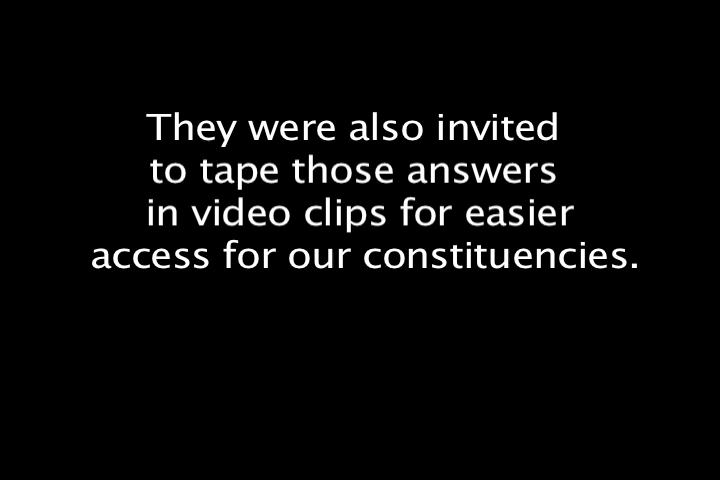 They were also invited
to tape those answers
in video clips for easier
access for our constituencies.